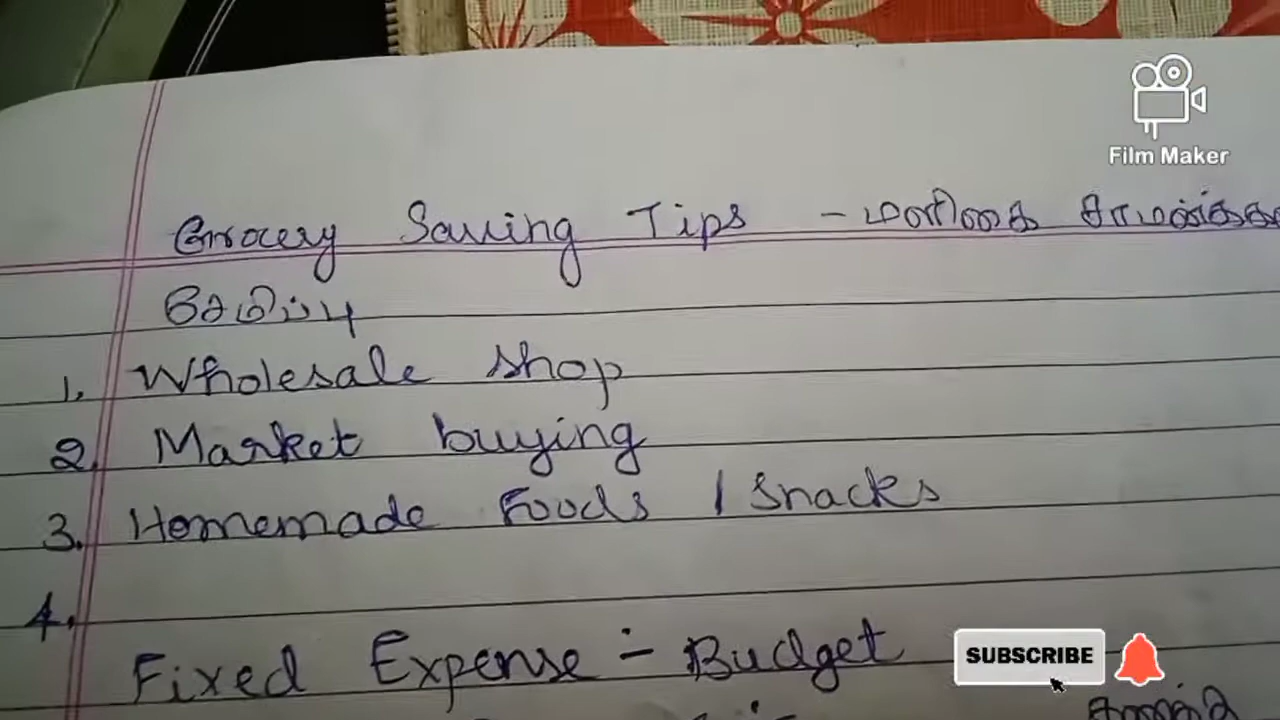 Film Maker
Grocery Saving Tips - மளிகை
சேமிப்பு
1. Wholesale shop
2. Market buying
3. Homemade Foods / Snacks
4.
Fixed Expense :- Budget
SUBSCRIBE